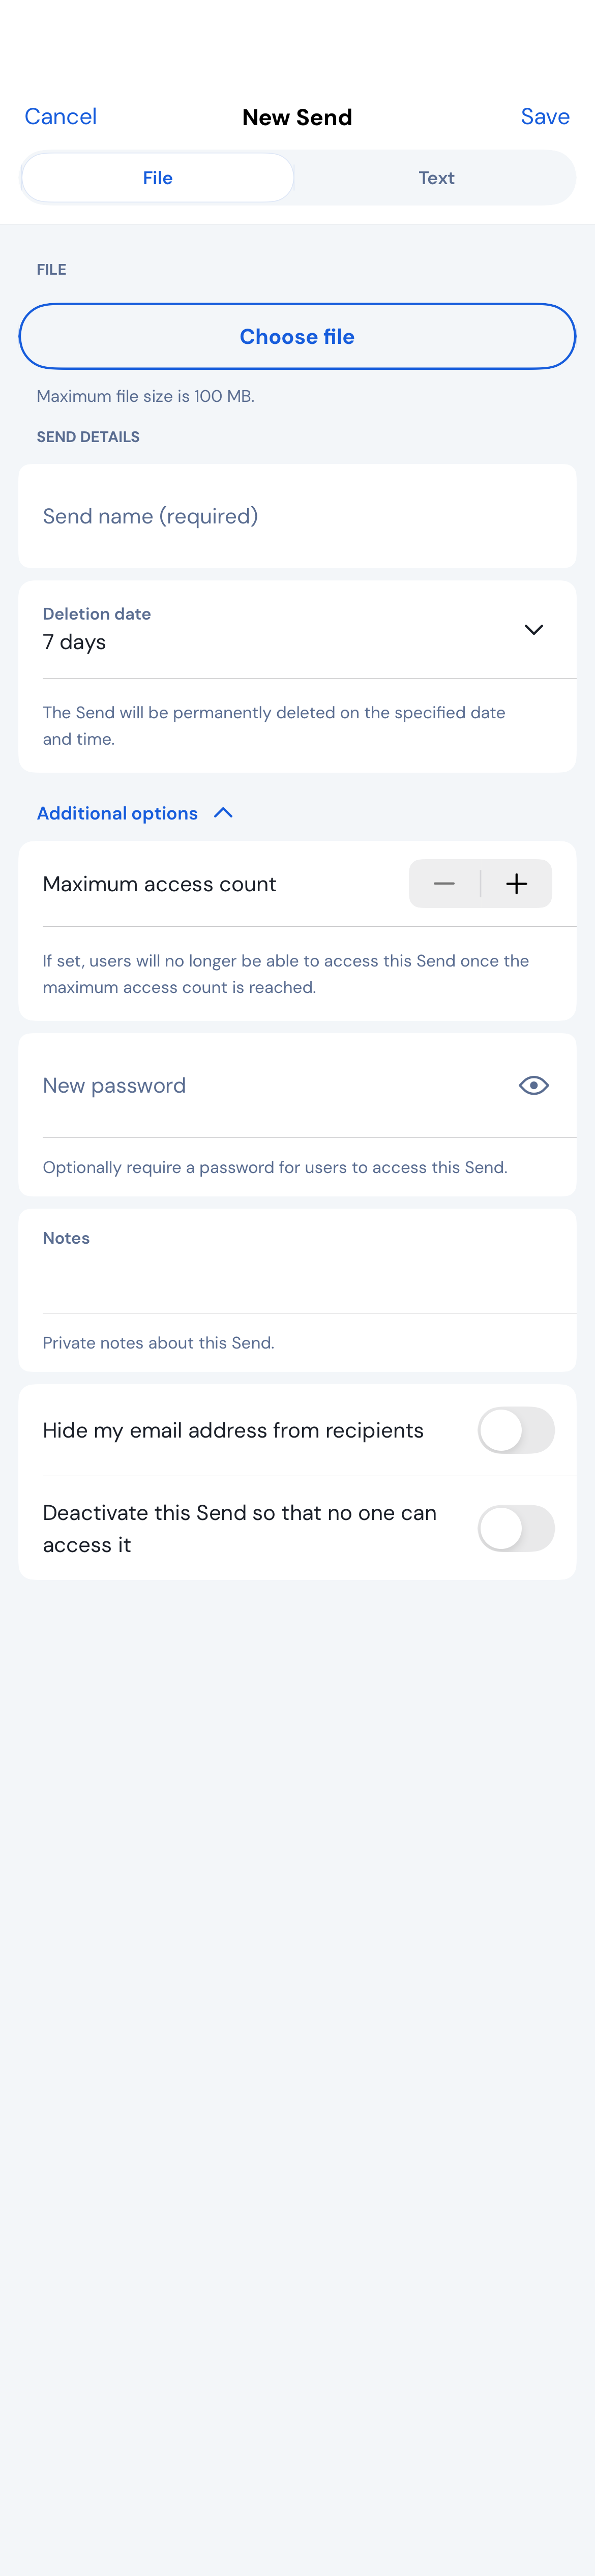 Cancel
New Send
Save
File
Text
FILE
Choose file
Maximum file size is 100 MB.
SEND DETAILS
Send name (required)
Deletion date
7 days
The Send will be permanently deleted on the specified date
and time.
Additional options
Maximum access count
If set, users will no longer be able to access this Send once the
maximum access count is reached.
New password
Optionally require a password for users to access this Send.
Notes
Private notes about this Send.
Hide my email address from recipients
Deactivate this Send so that no one can
access it